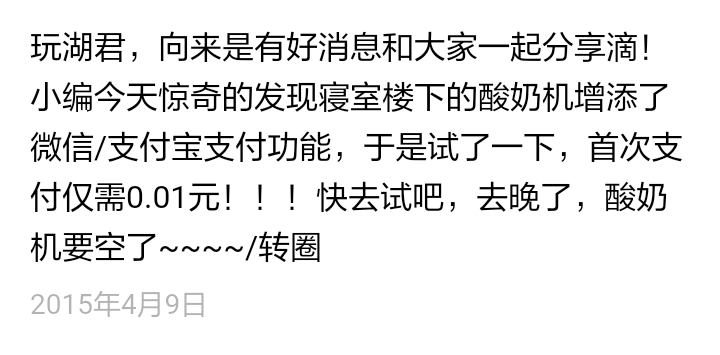 玩湖君，向来是有好消息和大家一起分享滴！
小编今天惊奇的发现寝室楼下的酸奶机增添了
微信/支付宝支付功能，于是试了一下，首次支
付仅需0.01元！！！快去试吧，去晚了，酸奶
机要空了~~~~/转圈
2015年4月9日